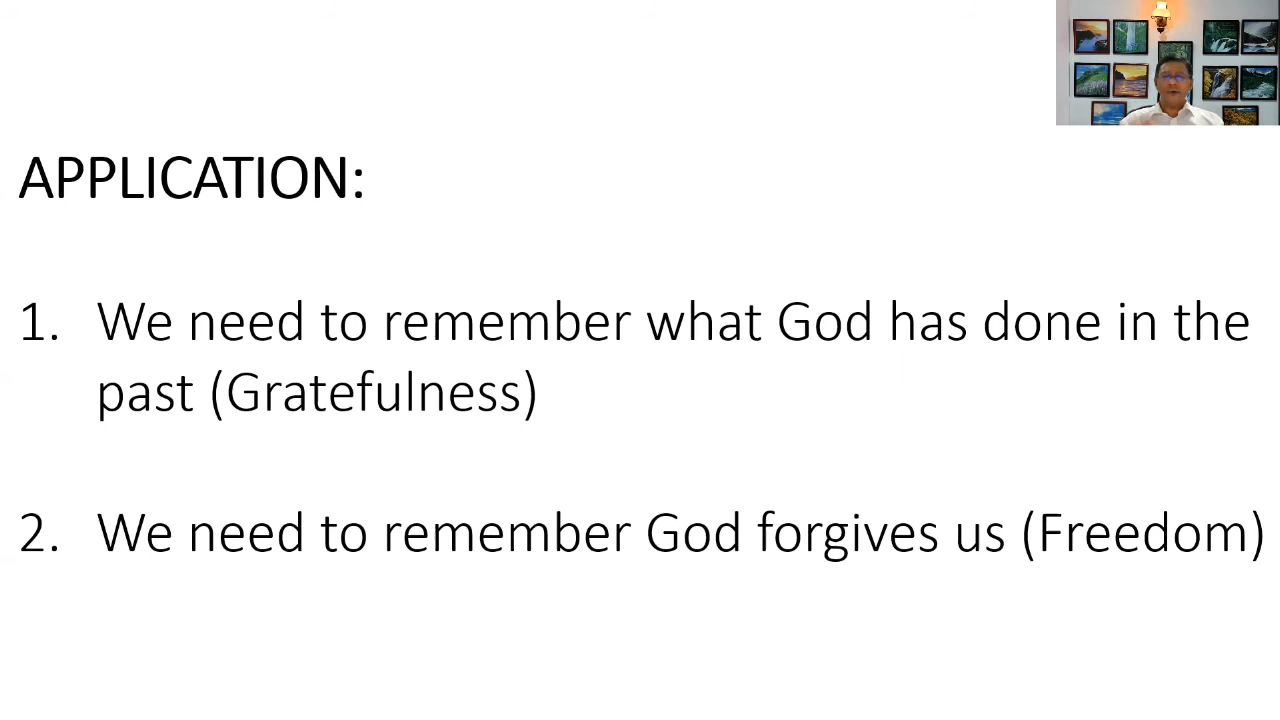 APPLICATION:
1. We need to remember what God has done in the
past (Gratefulness)
2. We need to remember God forgives us (Freedom)